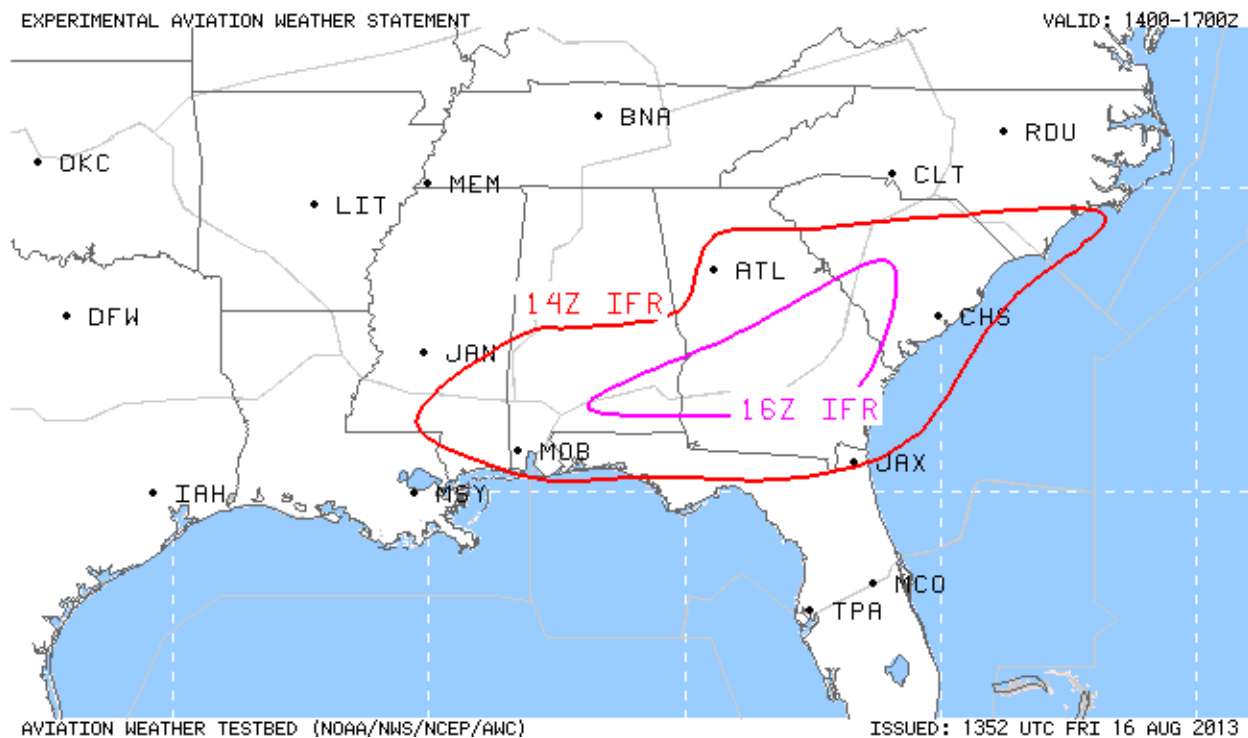 EXPERIMENTAL AVIATION WEATHER STATEMENT
VALID: 1400-1700Z
BNA
RDU
OKC
CLT
MEM
LIT
ATL
14Z IFR
DFW
CHS
JAN
16Z IFR
MOB
JAX
IAH
MSY
MCO
TPA
AVIATION WEATHER TESTBED (NOAA/NWS/NCEP/AWC)
ISSUED: 1352 UTC FRI 16 AUG 2013